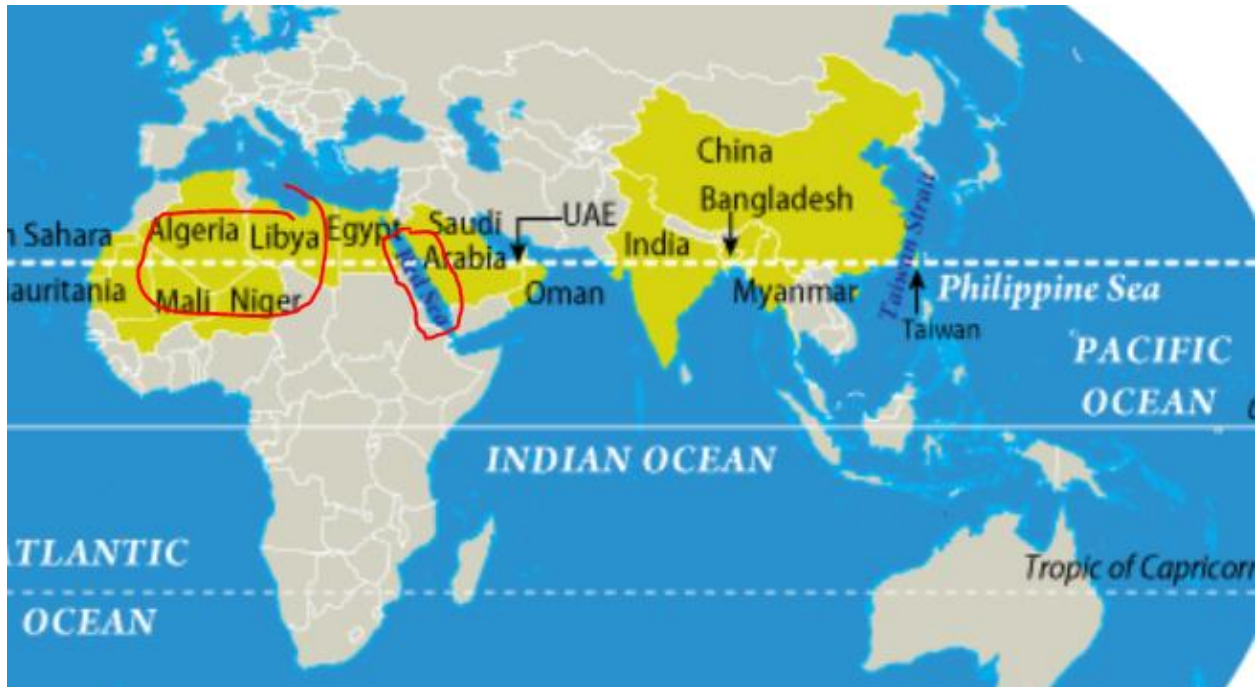 China
Bangladesh
Taiwan Strait
UAE
Saudi
Arabia
Egypt
Algeria
Libya
n Sahara
India
Red Sea
auritania
Mali
Niger
Oman
Myanmar
Philippine Sea
Taiwan
PACIFIC
OCEAN
INDIAN OCEAN
ATLANTIC
OCEAN
Tropic of Capricorn